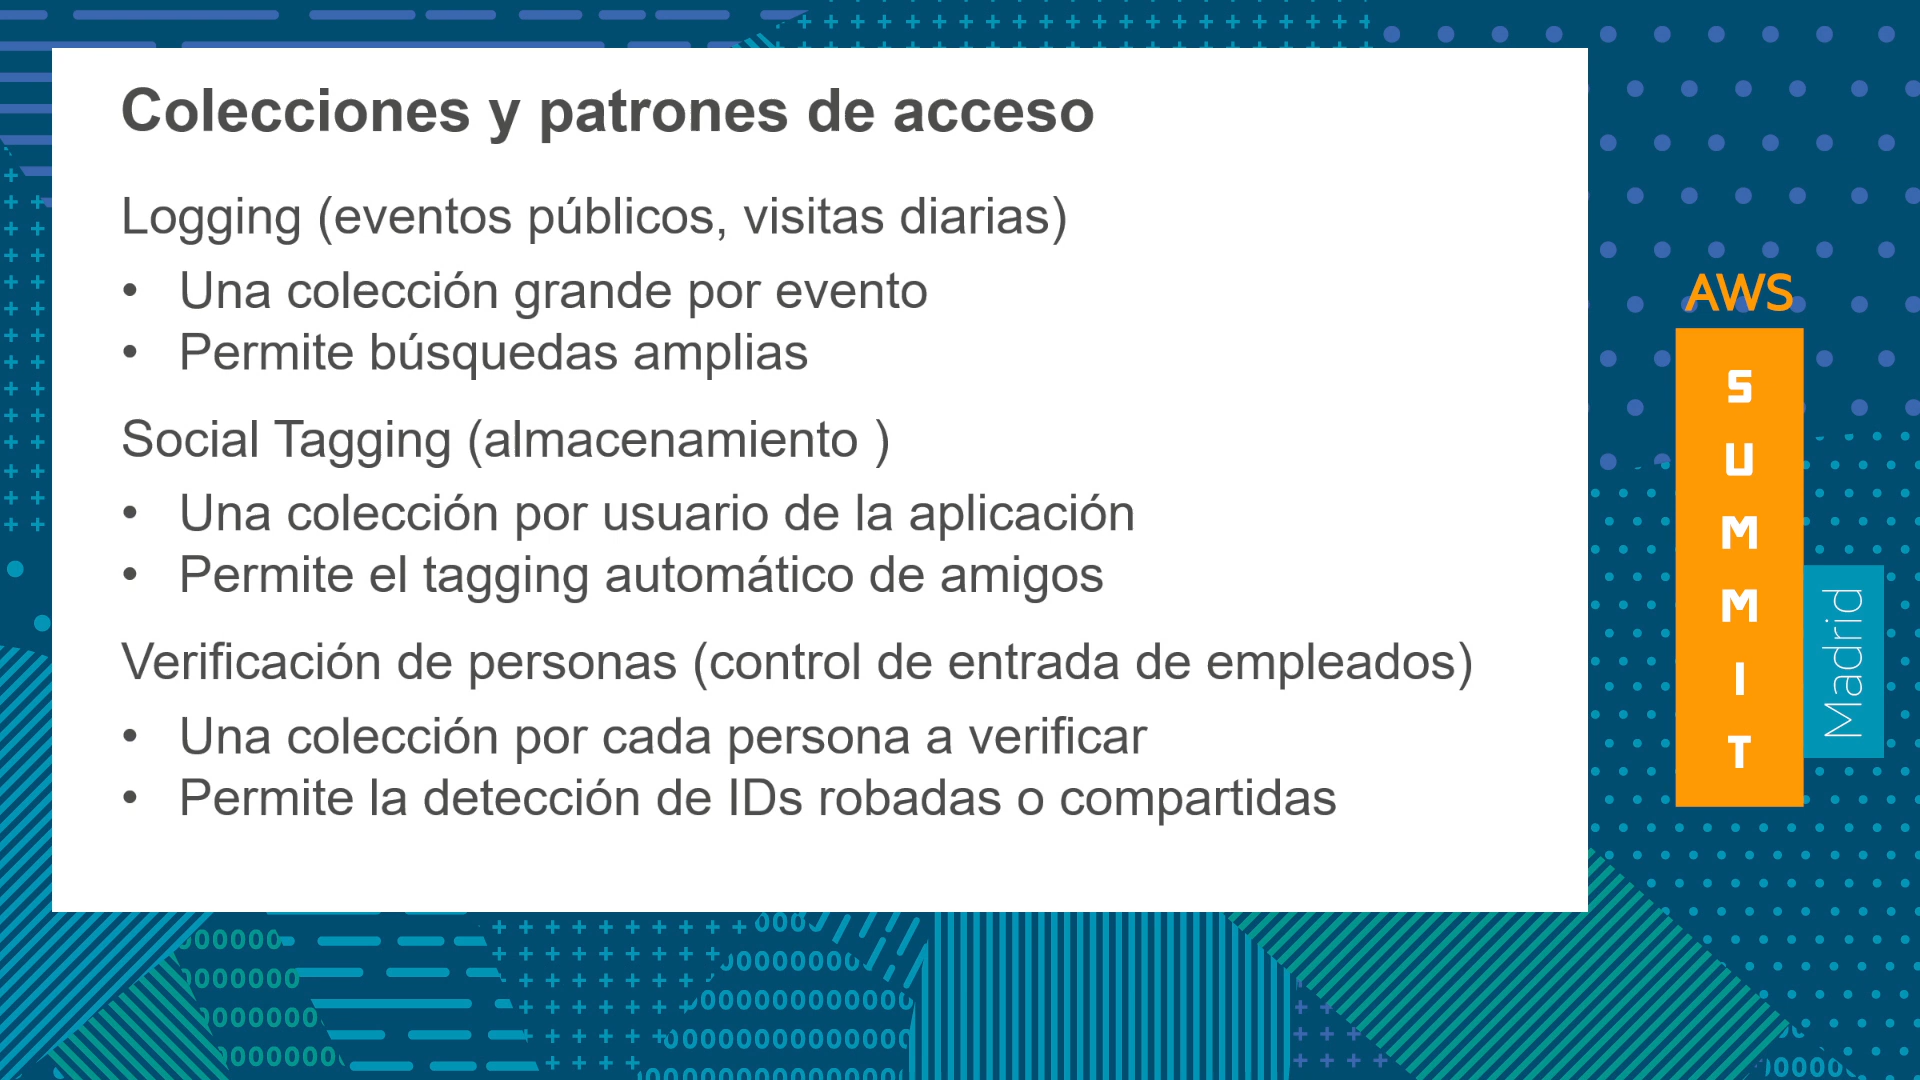 Colecciones y patrones de acceso
Logging (eventos públicos, visitas diarias)
• Una colección grande por evento
• Permite búsquedas amplias
Social Tagging (almacenamiento )
• Una colección por usuario de la aplicación
• Permite el tagging automático de amigos
Verificación de personas (control de entrada de empleados)
• Una colección por cada persona a verificar
• Permite la detección de IDs robadas o compartidas
AWS
SUMMIT
Madrid